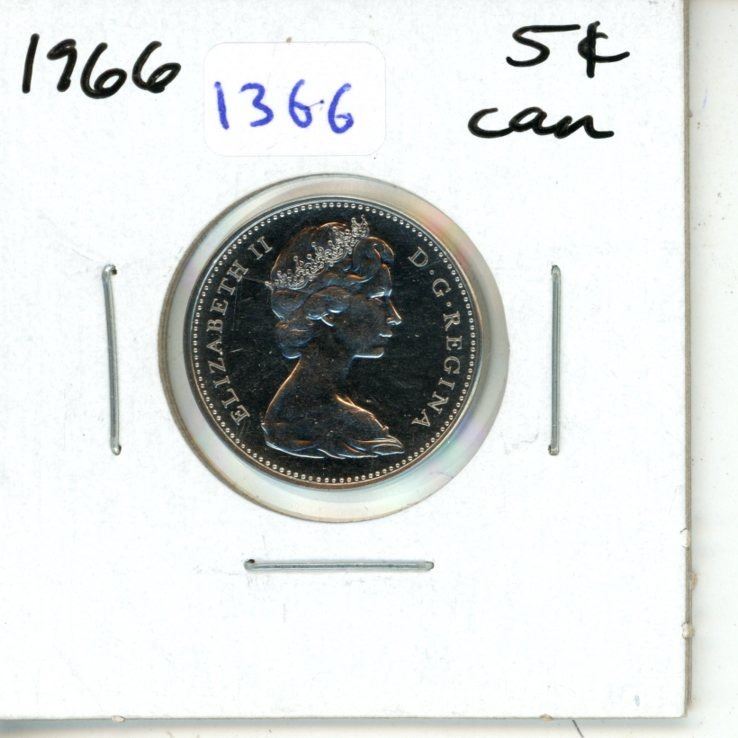 1966
1366
5¢
can
ELIZABETH II D·G·REGINA